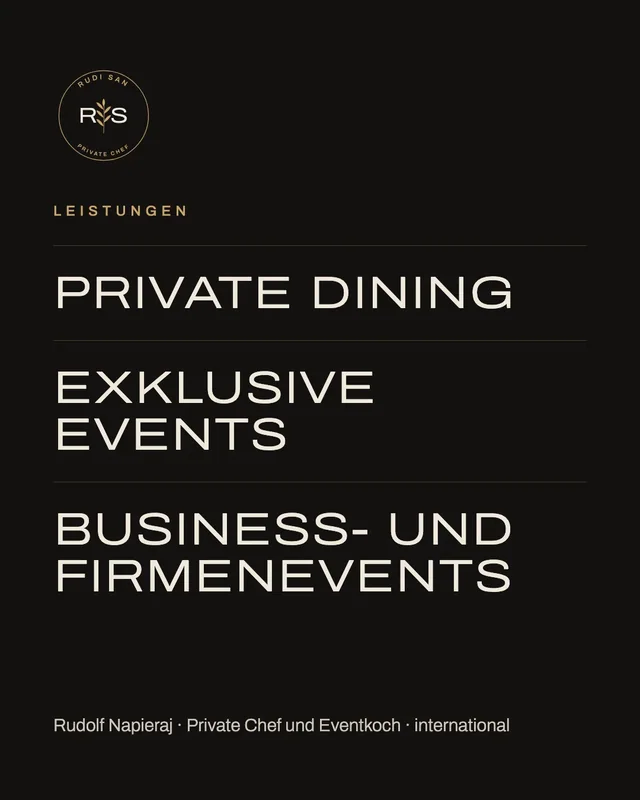 RUDI SAN
RS
PRIVATE CHEF
LEISTUNGEN
PRIVATE DINING
EXKLUSIVE
EVENTS
BUSINESS- UND
FIRMENEVENTS
Rudolf Napieraj · Private Chef und Eventkoch · international